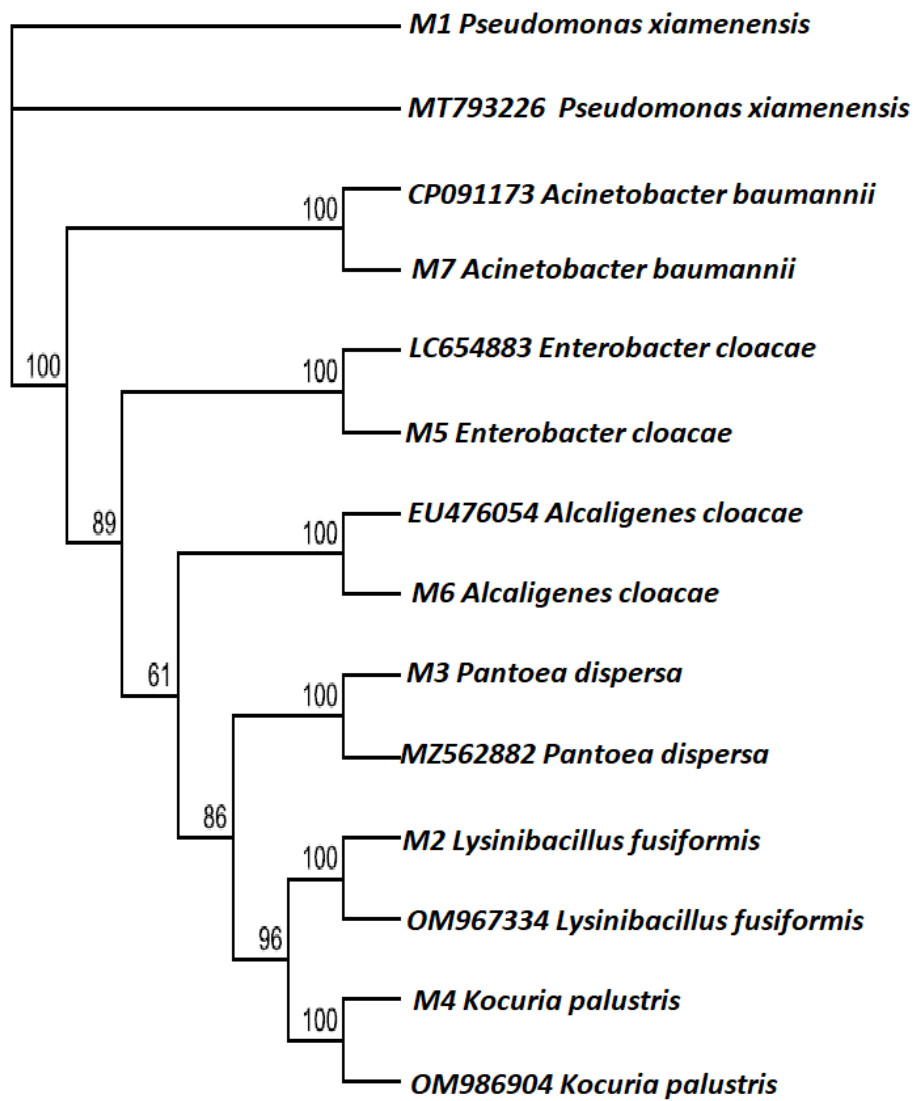 M1 Pseudomonas xiamenensis
MT793226 Pseudomonas xiamenensis
CP091173 Acinetobacter baumannii
100
M7 Acinetobacter baumannii
LC654883 Enterobacter cloacae
100
100
M5 Enterobacter cloacae
EU476054 Alcaligenes cloacae
89
100
M6 Alcaligenes cloacae
M3 Pantoea dispersa
61
100
MZ562882 Pantoea dispersa
86
M2 Lysinibacillus fusiformis
100
OM967334 Lysinibacillus fusiformis
96
M4 Kocuria palustris
100
OM986904 Kocuria palustris